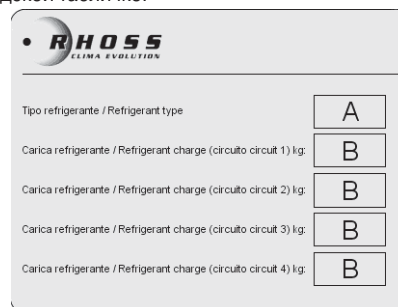 • RHOSS
CLIMA EVOLUTION
Tipo refrigerante / Refrigerant type A
Carica refrigerante / Refrigerant charge (circuito circuit 1) kg: B
Carica refrigerante / Refrigerant charge (circuito circuit 2) kg: B
Carica refrigerante / Refrigerant charge (circuito circuit 3) kg: B
Carica refrigerante / Refrigerant charge (circuito circuit 4) kg: B